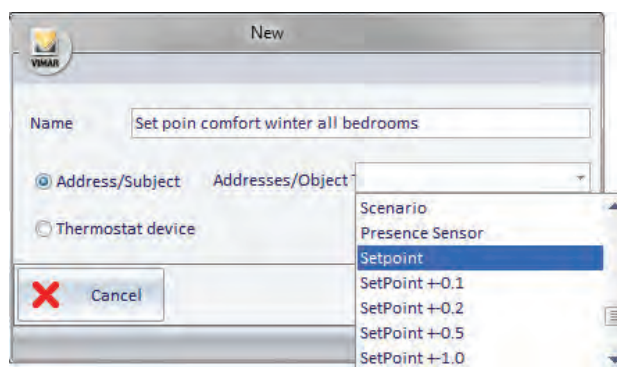 New
VIMAR
Name Set poin comfort winter all bedrooms
Address/Subject Addresses/Object
Thermostat device
Scenario
Presence Sensor
Setpoint
SetPoint +-0.1
SetPoint +-0.2
SetPoint +-0.5
SetPoint +-1.0
Cancel